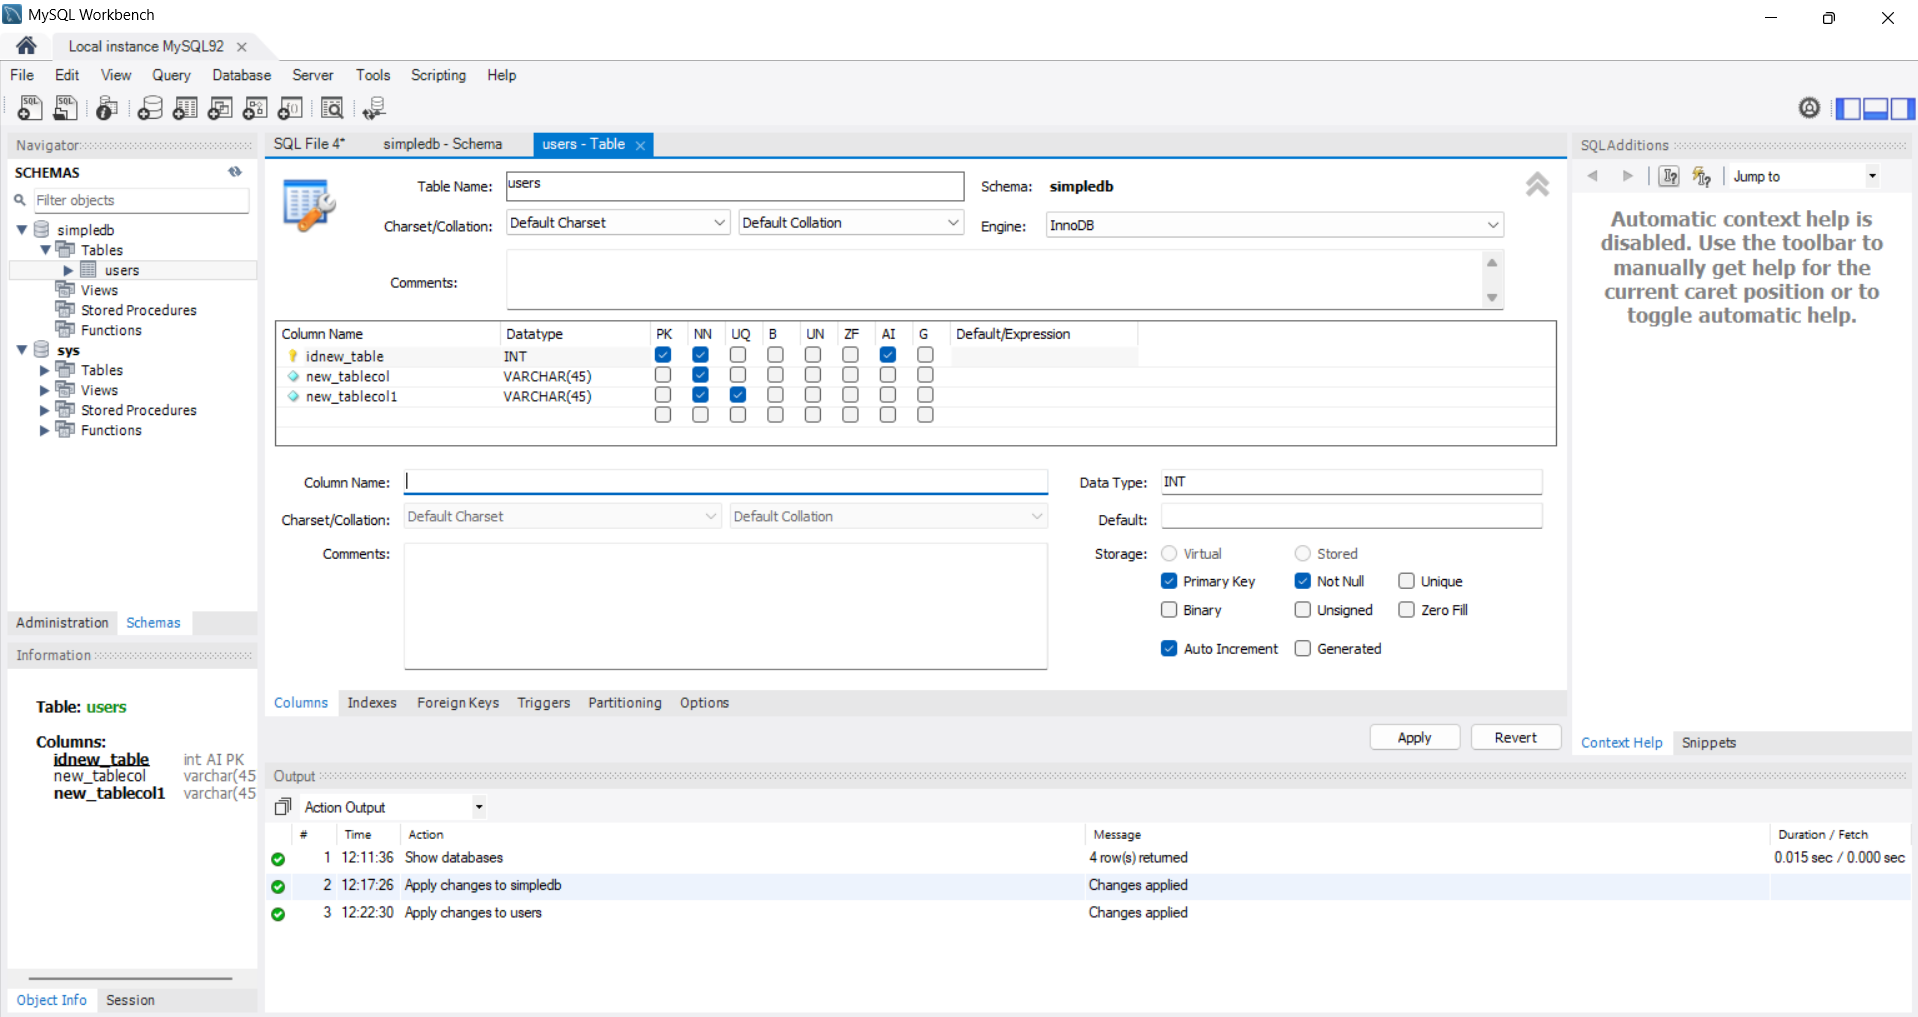 MySQL Workbench
Local instance MySQL92
File Edit View Query Database Server Tools Scripting Help
Navigator
SCHEMAS
Filter objects
simpledb
Tables
users
Views
Stored Procedures
Functions
sys
Tables
Views
Stored Procedures
Functions
Administration Schemas
Information
Table: users
Columns:
idnew_table int AI PK
new_tablecol varchar(45
new_tablecol1 varchar(45
Object Info Session
SQL File 4* simpledb - Schema users - Table
Table Name: users Schema: simpledb
Charset/Collation: Default Charset Default Collation Engine: InnoDB
Comments:
Column Name Datatype PK NN UQ B UN ZF AI G Default/Expression
idnew_table INT
new_tablecol VARCHAR(45)
new_tablecol1 VARCHAR(45)
Column Name: Data Type: INT
Charset/Collation: Default Charset Default Collation Default:
Comments: Storage: Virtual Stored
Primary Key Not Null Unique
Binary Unsigned Zero Fill
Auto Increment Generated
Columns Indexes Foreign Keys Triggers Partitioning Options
Apply Revert
SQLAdditions
Jump to
Automatic context help is
disabled. Use the toolbar to
manually get help for the
current caret position or to
toggle automatic help.
Context Help Snippets
Output
Action Output
# Time Action Message Duration / Fetch
1 12:11:36 Show databases 4 row(s) returned 0.015 sec / 0.000 sec
2 12:17:26 Apply changes to simpledb Changes applied
3 12:22:30 Apply changes to users Changes applied